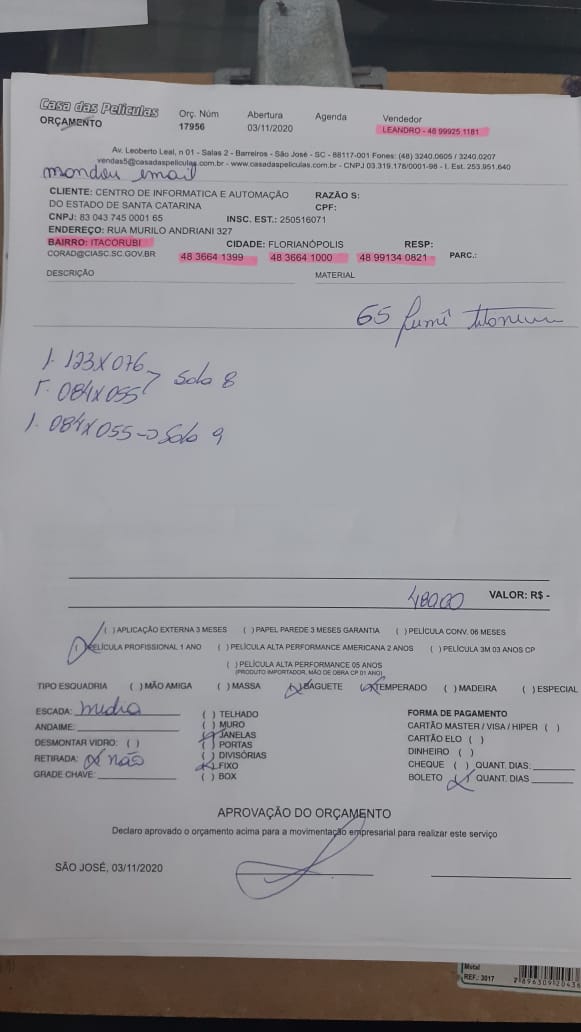 Casa das Películas
ORÇAMENTO
Orç. Núm
17956
Abertura
03/11/2020
Agenda
Vendedor
LEANDRO - 48 99925 1181
Av. Leoberto Leal, n 01 - Salas 2 - Barreiros - São José - SC - 88117-001 Fones: (48) 3240.0605 / 3240.0207
vendas5@casadaspeliculas.com.br - www.casadaspeliculas.com.br - CNPJ 03.319.178/0001-98 - I. Est. 253.951.640
mandou email
CLIENTE: CENTRO DE INFORMATICA E AUTOMAÇÃO RAZÃO S:
DO ESTADO DE SANTA CATARINA CPF:
CNPJ: 83 043 745 0001 65 INSC. EST.: 250516071
ENDEREÇO: RUA MURILO ANDRIANI 327
BAIRRO: ITACORUBI CIDADE: FLORIANÓPOLIS RESP:
CORAD@CIASC.SC.GOV.BR 48 3664 1399 48 3664 1000 48 99134 0821 PARC.:
DESCRIÇÃO MATERIAL
65 fumê
1. 123X076
1. 084X055 Sala 8
1. 084X055 -> Sala 9
480,00 VALOR: R$ -
( ) APLICAÇÃO EXTERNA 3 MESES ( ) PAPEL PAREDE 3 MESES GARANTIA ( ) PELÍCULA CONV. 06 MESES
(X) PELÍCULA PROFISSIONAL 1 ANO ( ) PELÍCULA ALTA PERFORMANCE AMERICANA 2 ANOS ( ) PELÍCULA 3M 03 ANOS CP
( ) PELÍCULA ALTA PERFORMANCE 05 ANOS
(PRODUTO IMPORTADOR, MÃO DE OBRA CP 01 ANO)
TIPO ESQUADRIA ( ) MÃO AMIGA ( ) MASSA (X) BAGUETE (X) TEMPERADO ( ) MADEIRA ( ) ESPECIAL
ESCADA: media
ANDAIME:
DESMONTAR VIDRO: ( )
RETIRADA: (X) não
GRADE CHAVE:
( ) TELHADO
( ) MURO
(X) JANELAS
( ) PORTAS
( ) DIVISÓRIAS
(X) FIXO
( ) BOX
FORMA DE PAGAMENTO
CARTÃO MASTER / VISA / HIPER ( )
CARTÃO ELO ( )
DINHEIRO ( )
CHEQUE ( ) QUANT. DIAS:
BOLETO (X) QUANT. DIAS
APROVAÇÃO DO ORÇAMENTO
Declaro aprovado o orçamento acima para a movimentação empresarial para realizar este serviço
SÃO JOSÉ, 03/11/2020
Metal
REF.: 3017